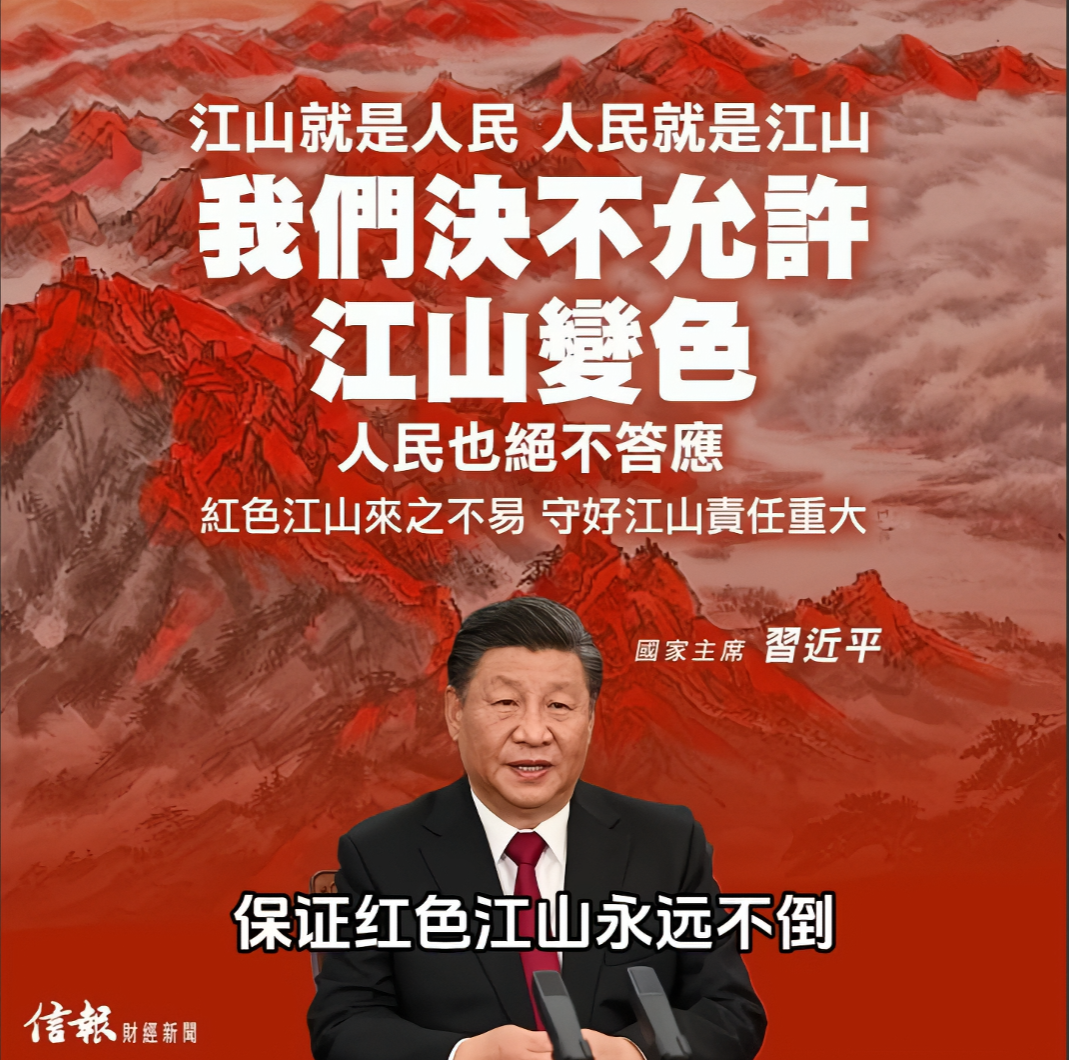 江山就是人民 人民就是江山
我們決不允許
江山變色
人民也絕不答應
紅色江山來之不易 守好江山責任重大
國家主席 習近平
保证红色江山永远不倒
信報 財經新聞